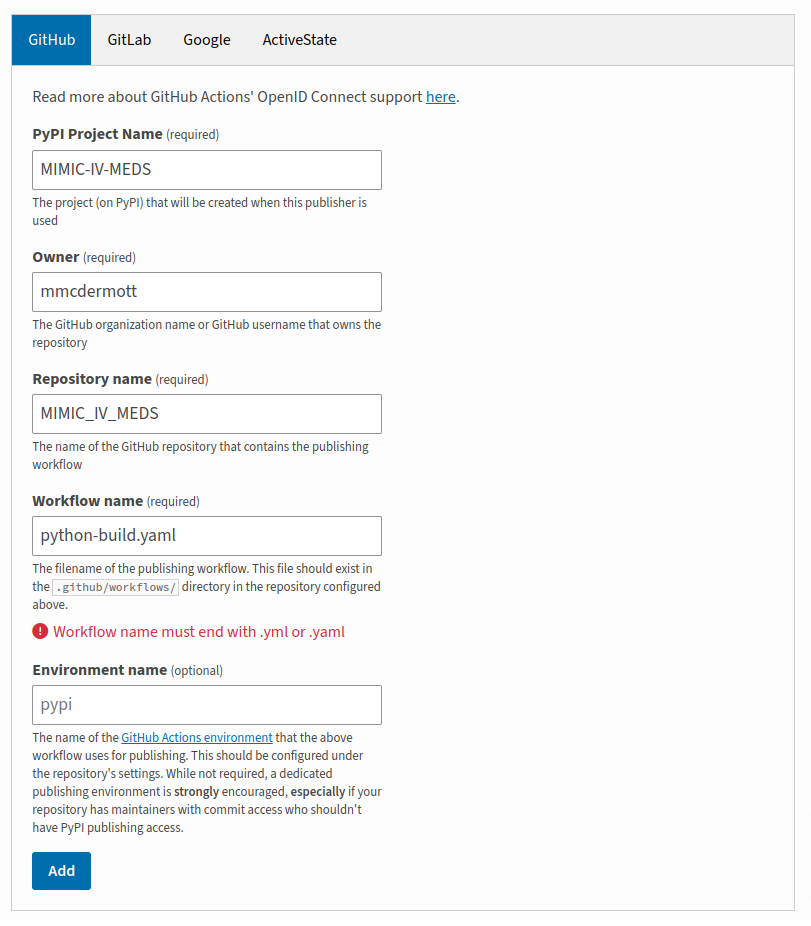 GitHub GitLab Google ActiveState
Read more about GitHub Actions' OpenID Connect support here.
PyPI Project Name (required)
MIMIC-IV-MEDS
The project (on PyPI) that will be created when this publisher is
used
Owner (required)
mmcdermott
The GitHub organization name or GitHub username that owns the
repository
Repository name (required)
MIMIC_IV_MEDS
The name of the GitHub repository that contains the publishing
workflow
Workflow name (required)
python-build.yaml
The filename of the publishing workflow. This file should exist in
the .github/workflows/ directory in the repository configured
above.
Workflow name must end with .yml or .yaml
Environment name (optional)
pypi
The name of the GitHub Actions environment that the above
workflow uses for publishing. This should be configured under
the repository's settings. While not required, a dedicated
publishing environment is strongly encouraged, especially if your
repository has maintainers with commit access who shouldn't
have PyPI publishing access.
Add